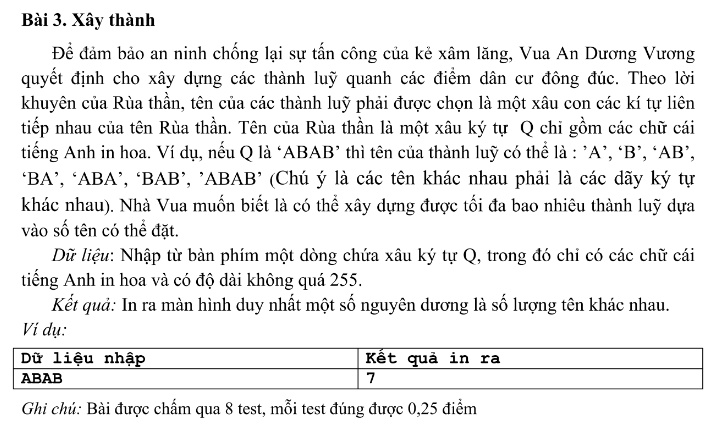 Bài 3. Xây thành
Để đảm bảo an ninh chống lại sự tấn công của kẻ xâm lăng, Vua An Dương Vương
quyết định cho xây dựng các thành luỹ quanh các điểm dân cư đông đúc. Theo lời
khuyên của Rùa thần, tên của các thành luỹ phải được chọn là một xâu con các kí tự liên
tiếp nhau của tên Rùa thần. Tên của Rùa thần là một xâu ký tự Q chỉ gồm các chữ cái
tiếng Anh in hoa. Ví dụ, nếu Q là ‘ABAB’ thì tên của thành luỹ có thể là : ’A’, ‘B’, ‘AB’,
‘BA’, ‘ABA’, ‘BAB’, ’ABAB’ (Chú ý là các tên khác nhau phải là các dãy ký tự
khác nhau). Nhà Vua muốn biết là có thể xây dựng được tối đa bao nhiêu thành luỹ dựa
vào số tên có thể đặt.
Dữ liệu: Nhập từ bàn phím một dòng chứa xâu ký tự Q, trong đó chỉ có các chữ cái
tiếng Anh in hoa và có độ dài không quá 255.
Kết quả: In ra màn hình duy nhất một số nguyên dương là số lượng tên khác nhau.
Ví dụ:
Dữ liệu nhập Kết quả in ra
ABAB 7
Ghi chú: Bài được chấm qua 8 test, mỗi test đúng được 0,25 điểm